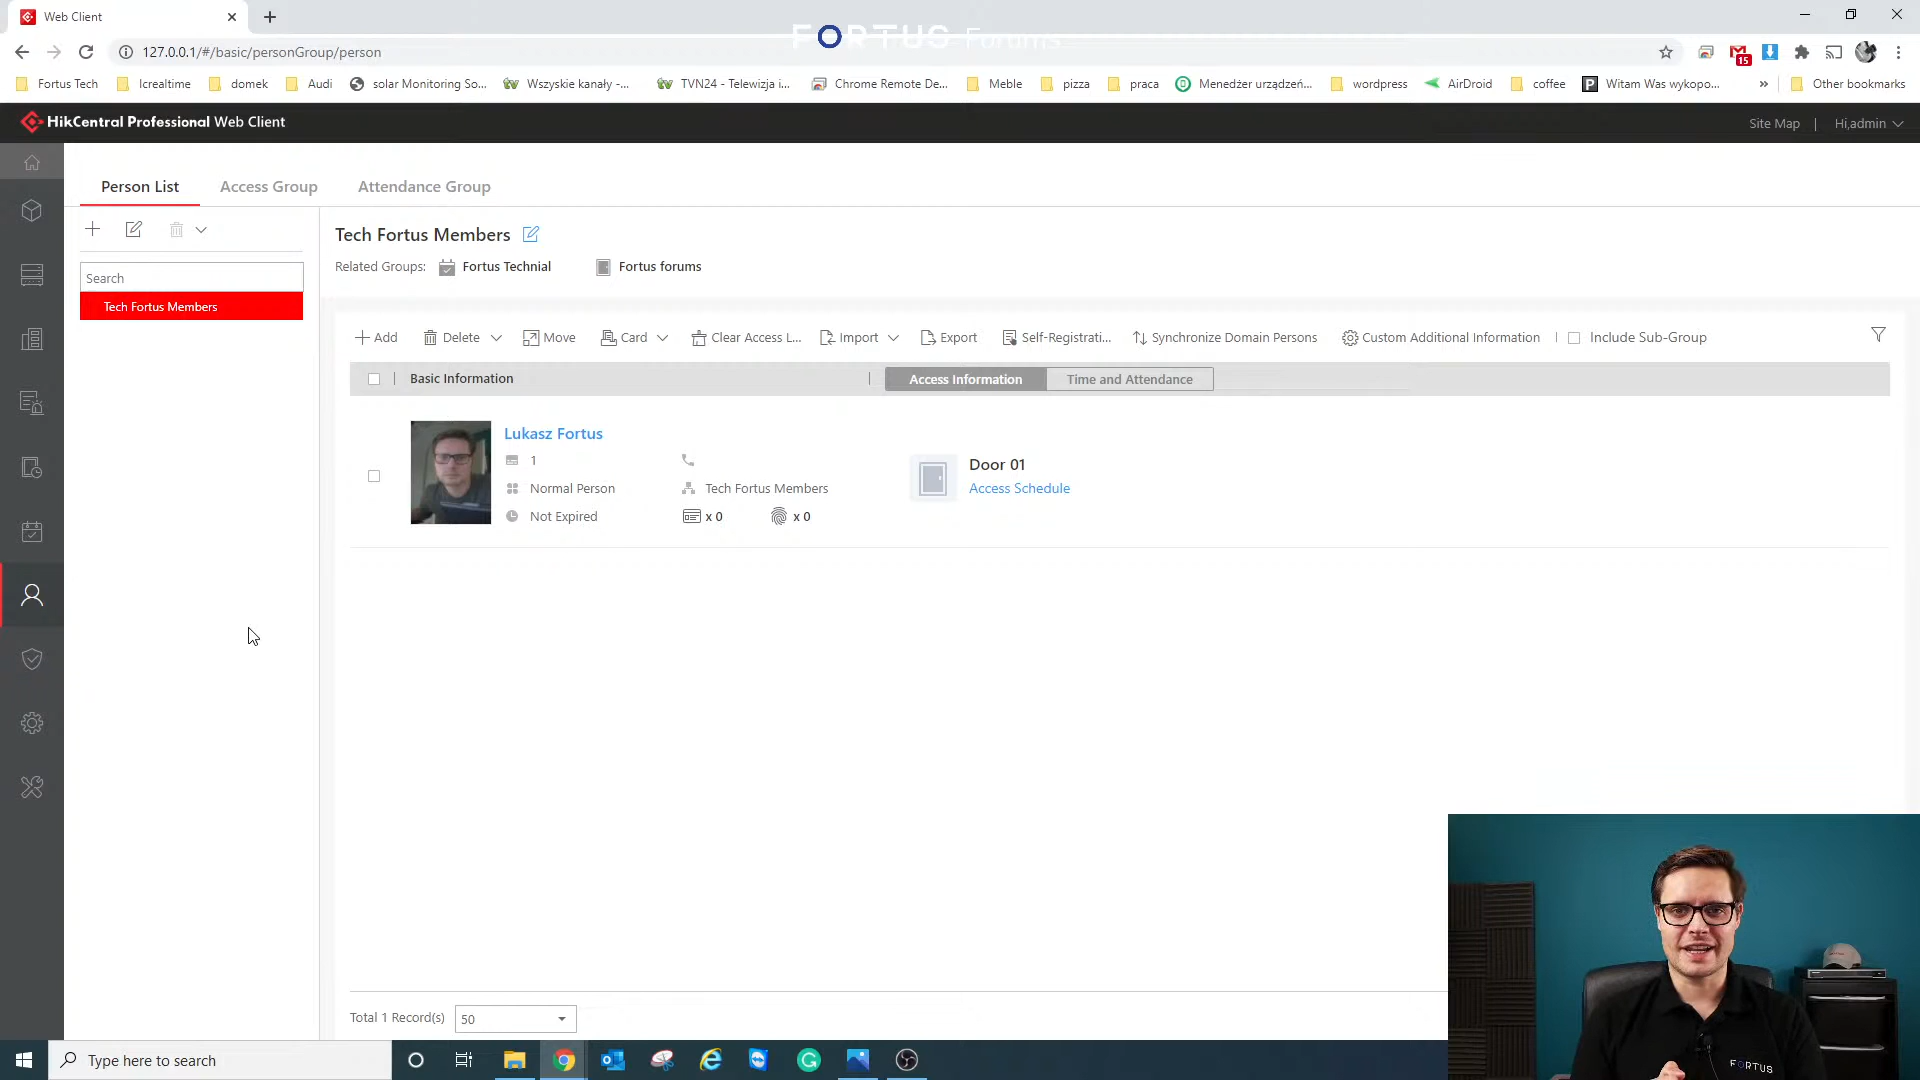 Web Client
FORTUS Forums
127.0.0.1/#/basic/personGroup/person
15
Fortus Tech
Icrealtime
domek
Audi
solar Monitoring So...
Wszyskie kanały -...
TVN24 - Telewizja i...
Chrome Remote De...
Meble
pizza
praca
Menedżer urządzeń...
wordpress
AirDroid
coffee
Witam Was wykopo...
»
Other bookmarks
HikCentral Professional Web Client
Site Map | Hi,admin
Person List
Access Group
Attendance Group
Search
Tech Fortus Members
Tech Fortus Members
Related Groups: Fortus Technial Fortus forums
Add
Delete
Move
Card
Clear Access L...
Import
Export
Self-Registrati...
Synchronize Domain Persons
Custom Additional Information
Include Sub-Group
Basic Information
Access Information
Time and Attendance
Lukasz Fortus
1
Normal Person
Tech Fortus Members
Not Expired
x 0
x 0
Door 01
Access Schedule
Total 1 Record(s)
50
FORTUS
Type here to search